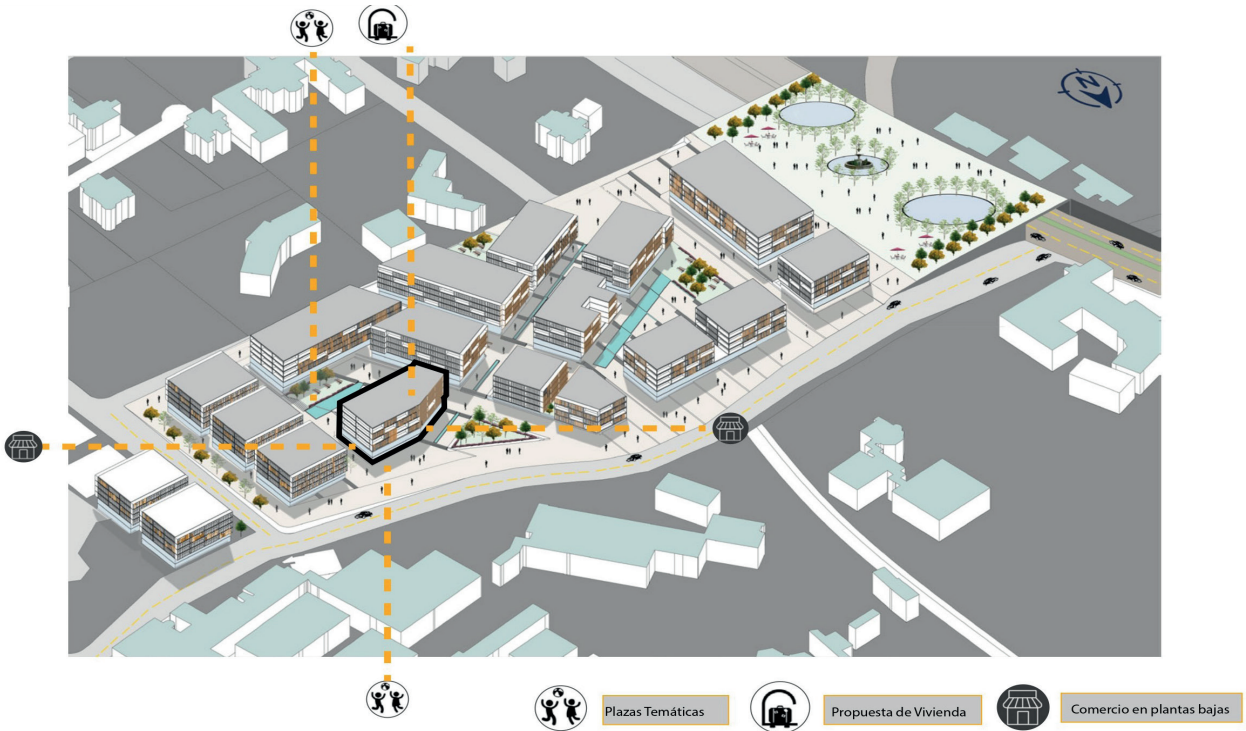 N
Plazas Temáticas
Propuesta de Vivienda
Comercio en plantas bajas